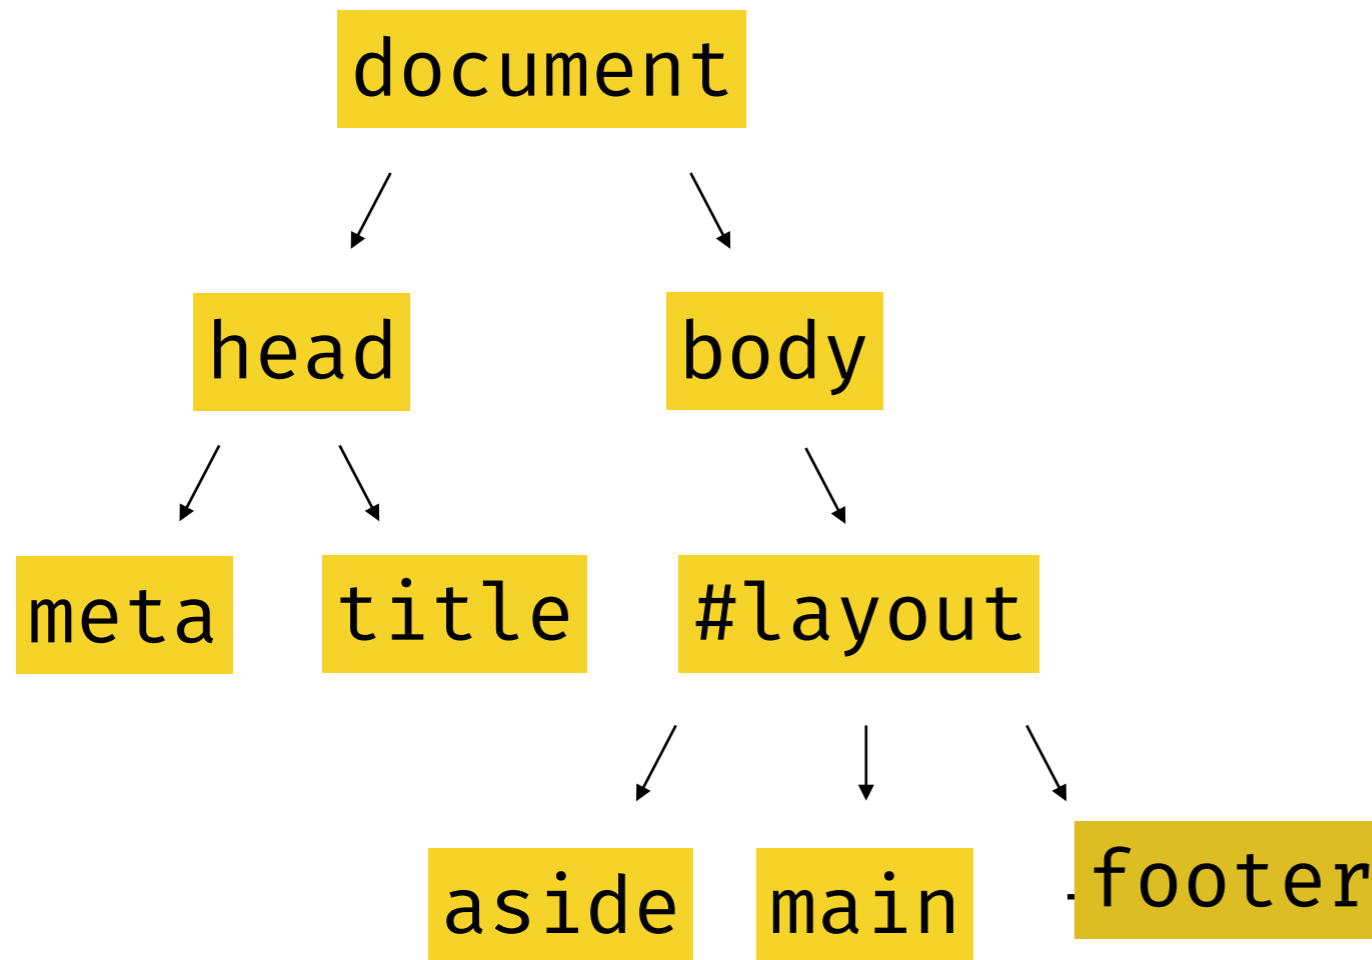 document
head
body
meta
title
#layout
aside
main
footer